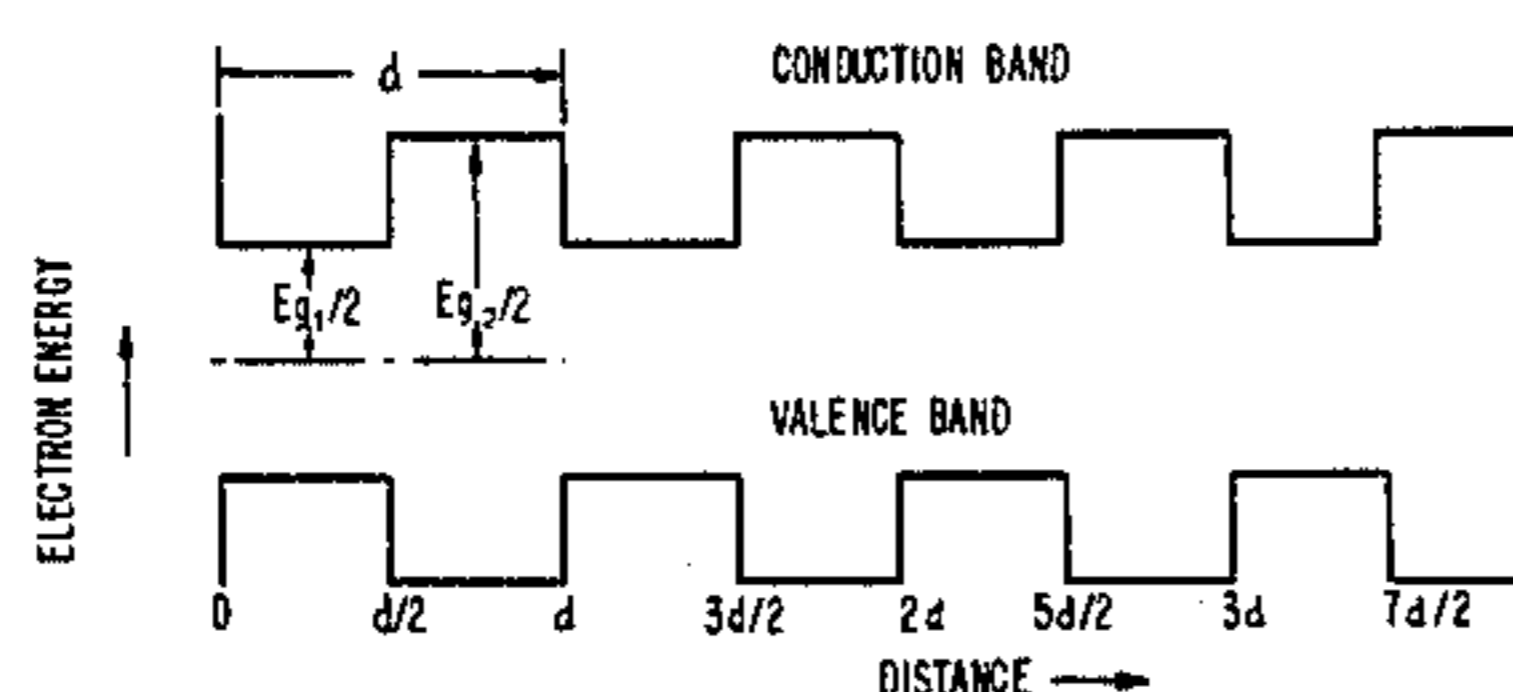 d
CONDUCTION BAND
Eg₁/2
Eg₂/2
ELECTRON ENERGY
VALENCE BAND
0
d/2
d
3d/2
2d
5d/2
3d
7d/2
DISTANCE